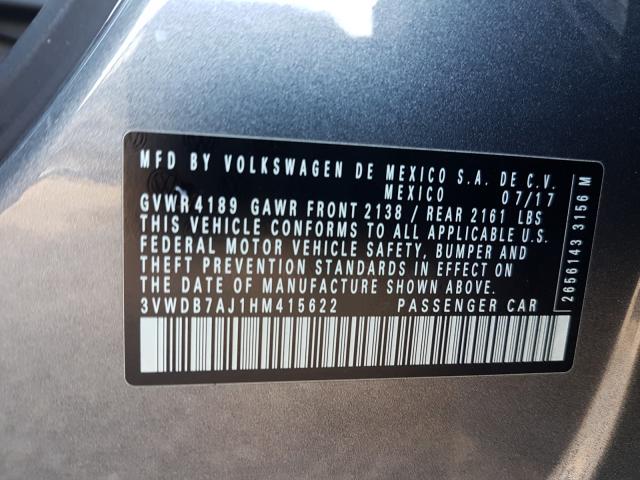 MFD BY VOLKSWAGEN DE MEXICO S.A. DE C.V.
MEXICO 07/17
GVWR 4189 GAWR FRONT 2138 / REAR 2161 LBS
THIS VEHICLE CONFORMS TO ALL APPLICABLE U.S.
FEDERAL MOTOR VEHICLE SAFETY, BUMPER AND
THEFT PREVENTION STANDARDS IN EFFECT ON
THE DATE OF MANUFACTURE SHOWN ABOVE.
3VWDB7AJ1HM415622 PASSENGER CAR
2656143 3156 M